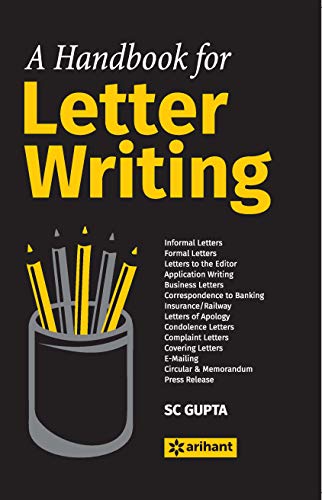 A Handbook for
Letter
Writing
Informal Letters
Formal Letters
Letters to the Editor
Application Writing
Business Letters
Correspondence to Banking
Insurance/Railway
Letters of Apology
Condolence Letters
Complaint Letters
Covering Letters
E-Mailing
Circular & Memorandum
Press Release
SC GUPTA
arihant